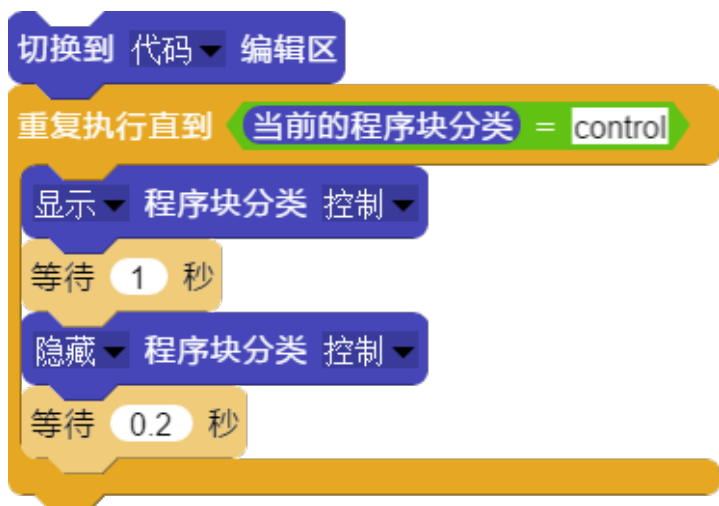 切换到 代码 编辑区
重复执行直到 当前的程序块分类 = control
显示 程序块分类 控制
等待 1 秒
隐藏 程序块分类 控制
等待 0.2 秒